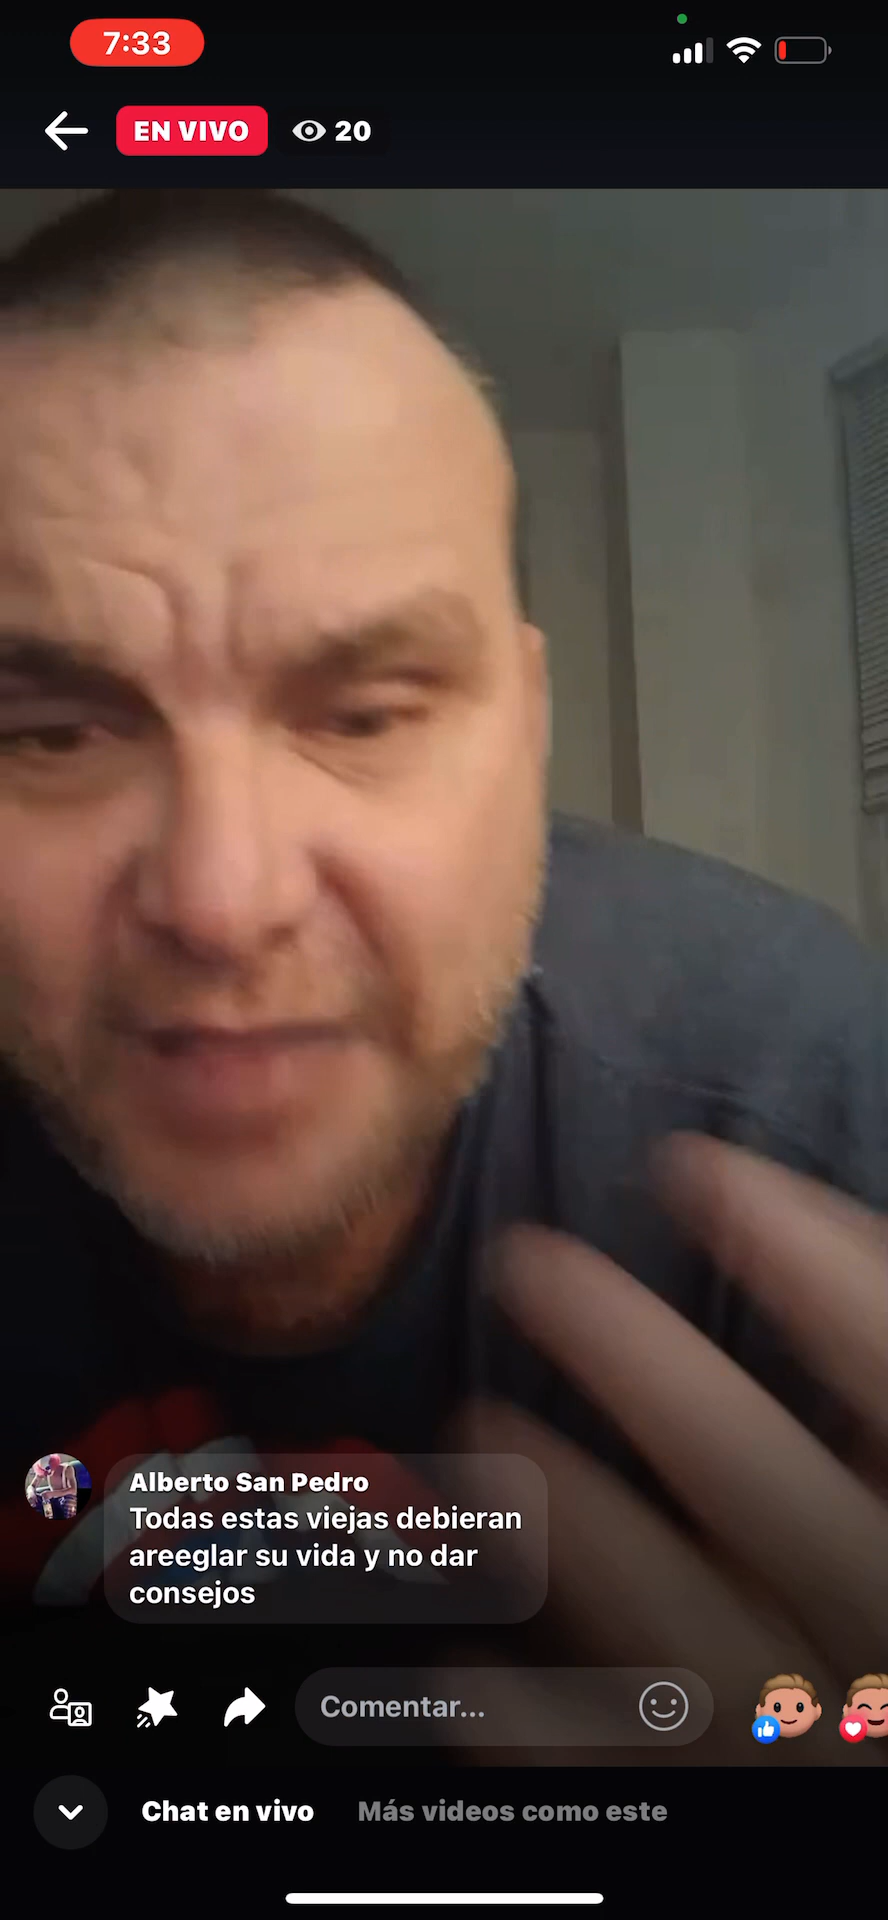 7:33
EN VIVO
20
Alberto San Pedro
Todas estas viejas debieran
areeglar su vida y no dar
consejos
Comentar...
Chat en vivo
Más videos como este